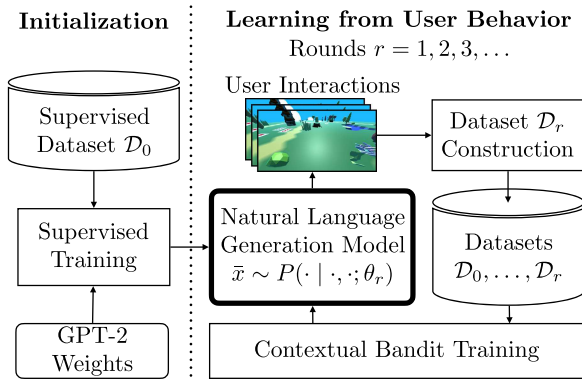 Initialization
Supervised
Dataset 𝒟₀
Supervised
Training
GPT-2
Weights
Learning from User Behavior
Rounds r = 1, 2, 3, . . .
User Interactions
Dataset 𝒟ᵣ
Construction
Natural Language
Generation Model
x̄ ∼ P(· | ·, ·; θᵣ)
Datasets
𝒟₀, . . . , 𝒟ᵣ
Contextual Bandit Training